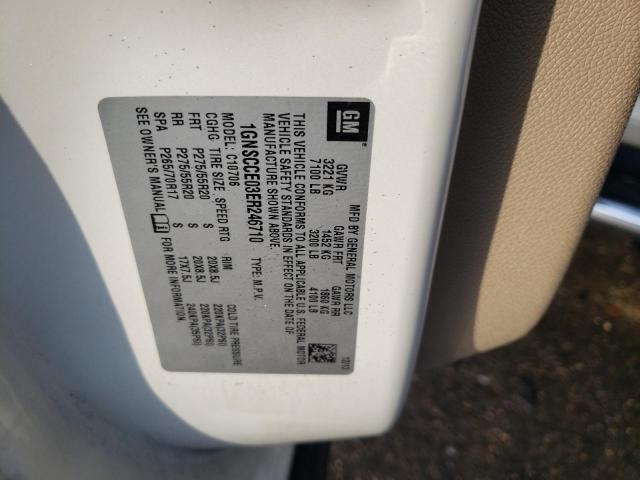 GM
MFD BY GENERAL MOTORS LLC
GVWR GAWR FRT GAWR RR
3221 KG 1452 KG 1860 KG
7100 LB 3200 LB 4100 LB
THIS VEHICLE CONFORMS TO ALL APPLICABLE U.S. FEDERAL MOTOR
VEHICLE SAFETY STANDARDS IN EFFECT ON THE DATE OF
MANUFACTURE SHOWN ABOVE.
12/13
1GNSCCE03ER246710 TYPE: M.P.V.
MODEL: C10706
CGHG TIRE SIZE SPEED RTG RIM COLD TIRE PRESSURE
FRT P275/55R20 S 20X8.5J 220KPA(32PSI)
RR P275/55R20 S 20X8.5J 220KPA(32PSI)
SPA P265/70R17 17X7.5J 240KPA(35PSI)
SEE OWNER'S MANUAL FOR MORE INFORMATION.